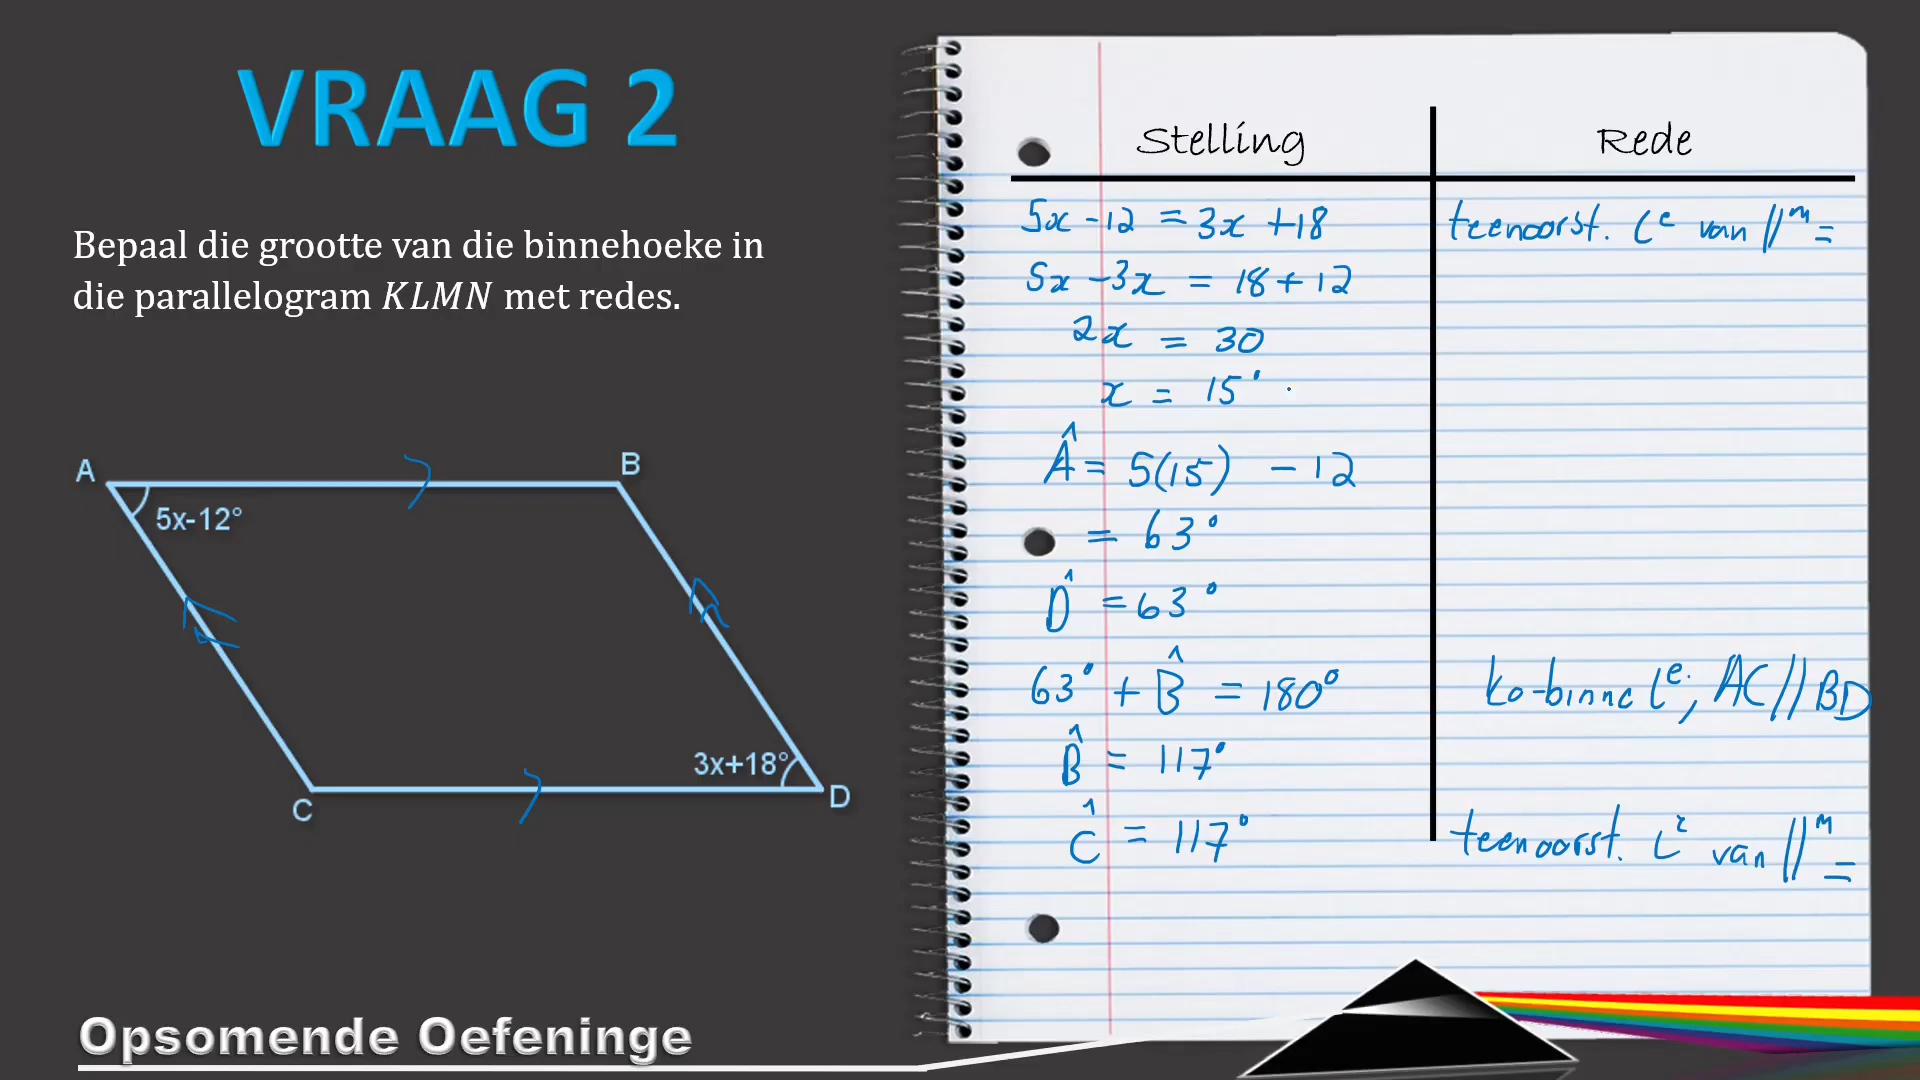 VRAAG 2
Bepaal die grootte van die binnehoeke in
die parallelogram KLMN met redes.
A
B
5x-12°
3x+18°
C
D
Stelling
Rede
5x - 12 = 3x + 18
teenoorst. ∠e van //m =
5x - 3x = 18 + 12
2x = 30
x = 15°
Â = 5(15) - 12
= 63°
D̂ = 63°
63° + B̂ = 180°
ko-binne ∠e; AC//BD
B̂ = 117°
Ĉ = 117°
teenoorst. ∠e van //m =
Opsomende Oefeninge